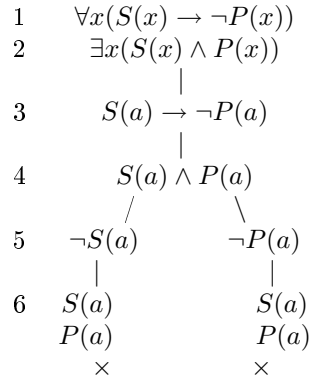 1 ∀x(S(x) → ¬P(x))
2 ∃x(S(x) ∧ P(x))
3 S(a) → ¬P(a)
4 S(a) ∧ P(a)
5 ¬S(a) ¬P(a)
6 S(a) S(a)
P(a) P(a)
× ×